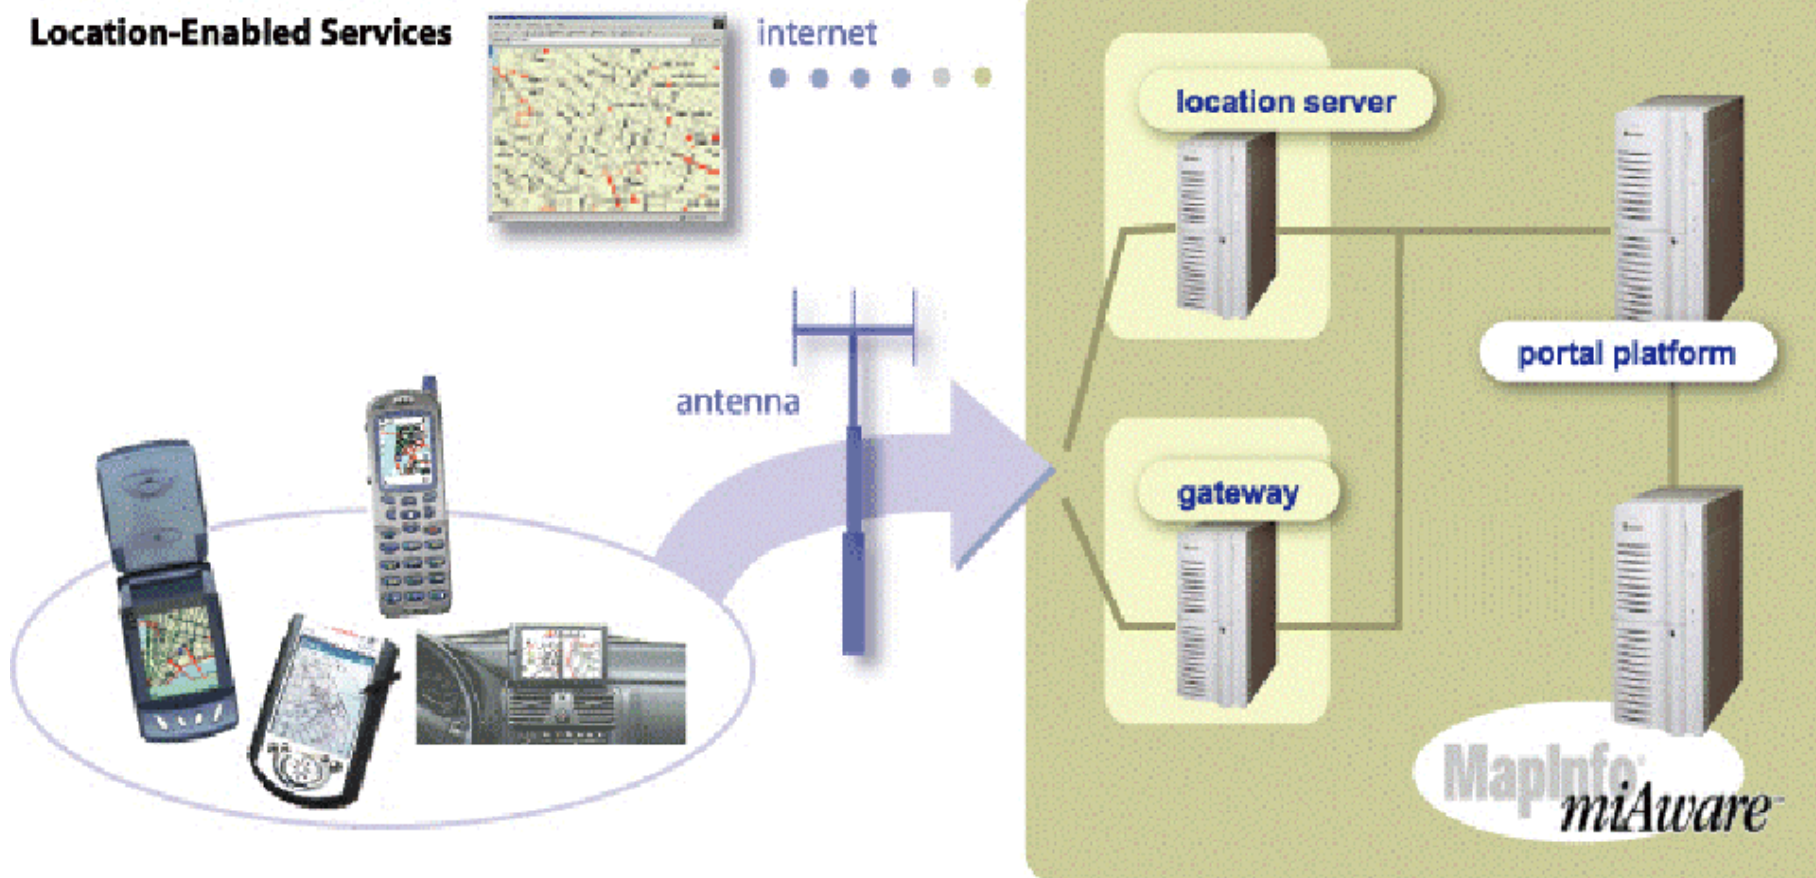 Location-Enabled Services
internet
location server
portal platform
antenna
gateway
MapInfo
miAware